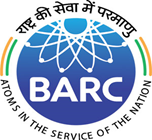 राष्ट्र की सेवा में परमाणु
BARC
ATOMS IN THE SERVICE OF THE NATION